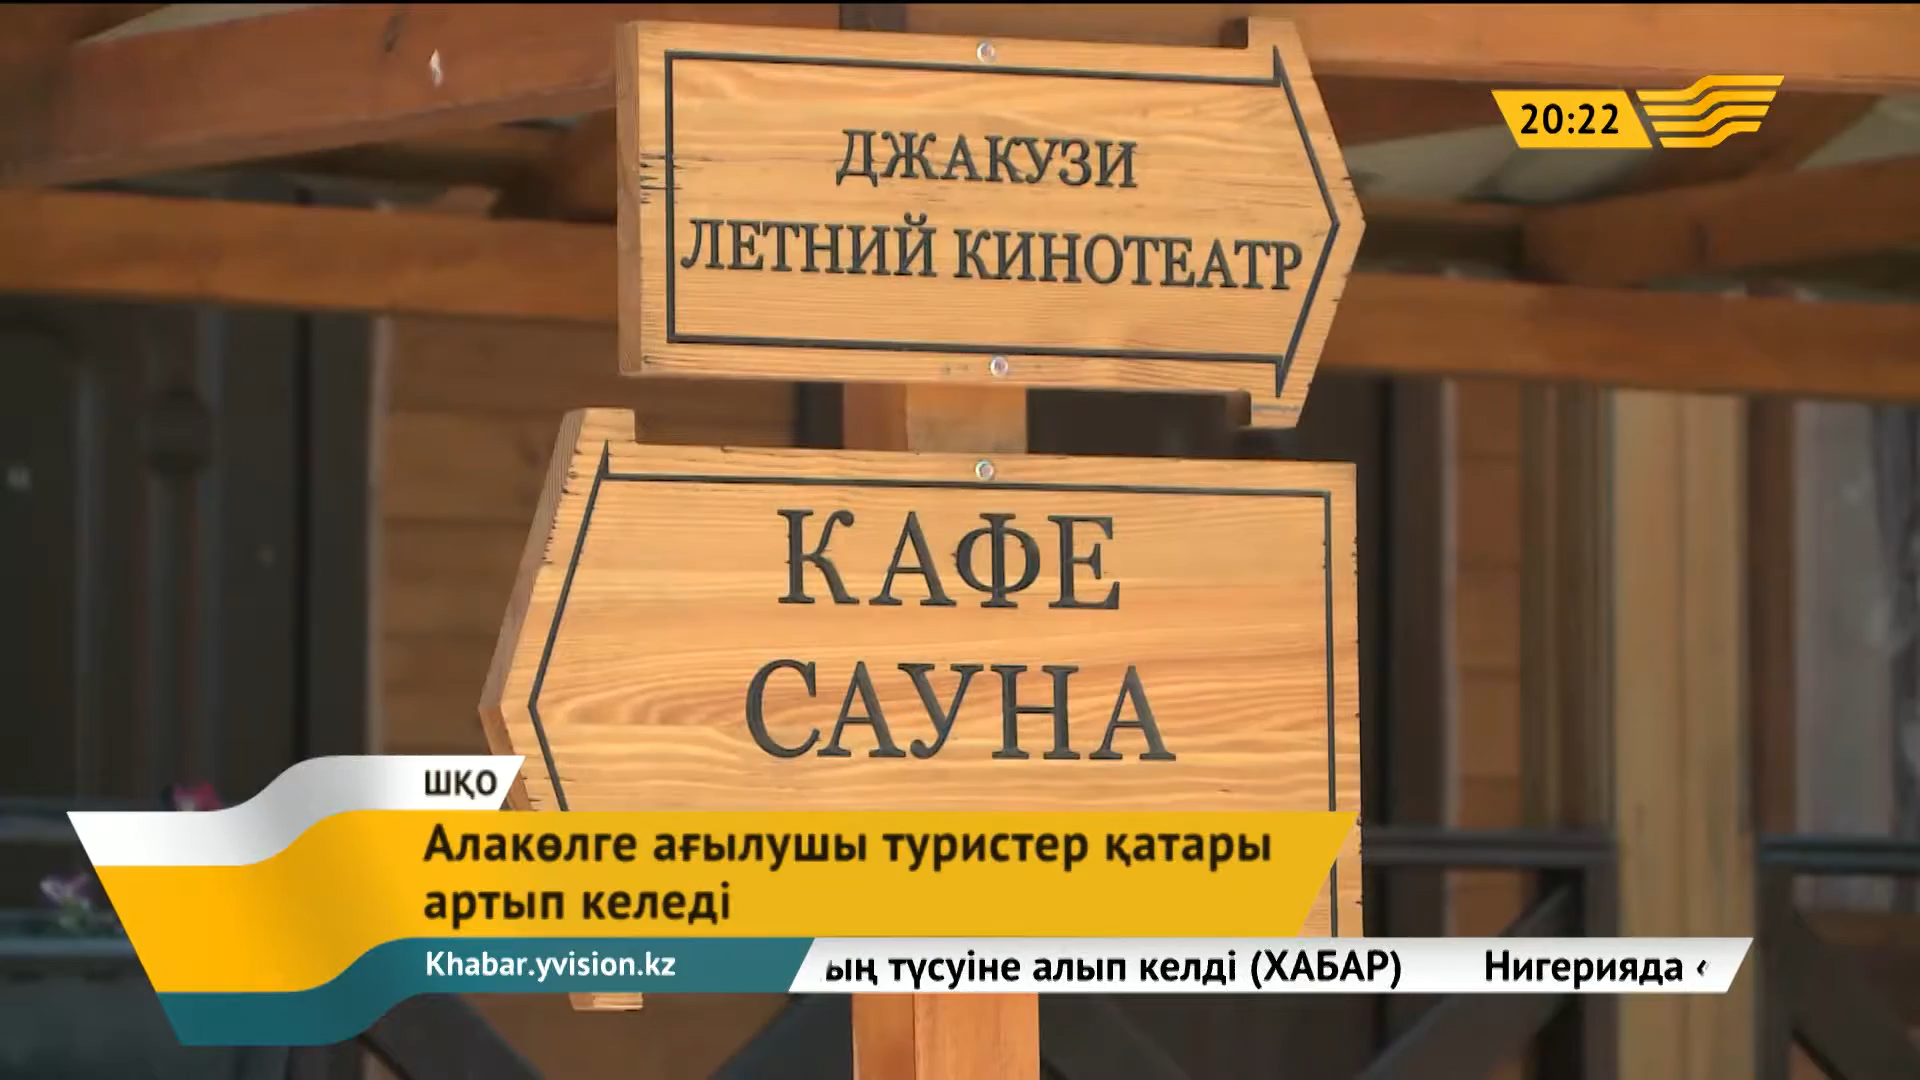 20:22
ДЖАКУЗИ
ЛЕТНИЙ КИНОТЕАТР
КАФЕ
САУНА
ШҚО
Алакөлге ағылушы туристер қатары
артып келеді
Khabar.yvision.kz
түсуіне алып келді (ХАБАР) Нигерияда